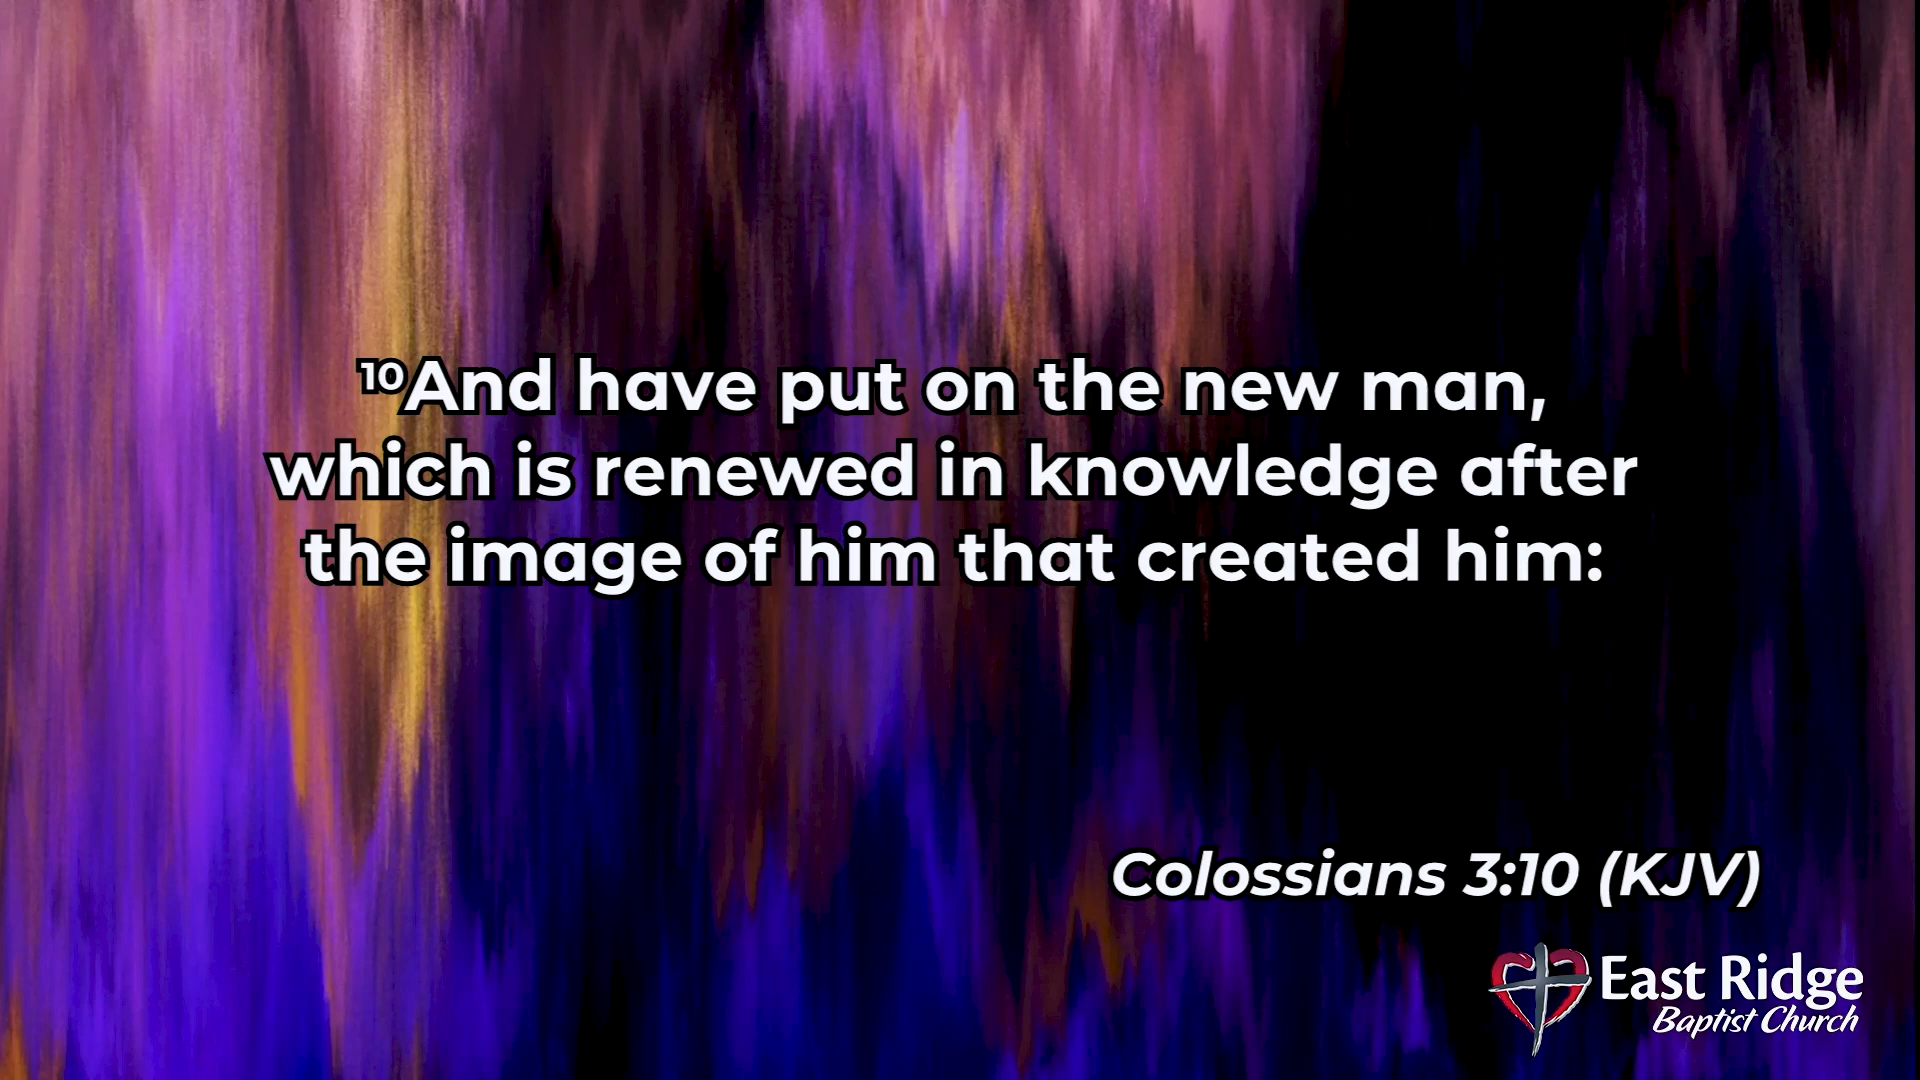 ¹⁰And have put on the new man,
which is renewed in knowledge after
the image of him that created him:
Colossians 3:10 (KJV)
East Ridge
Baptist Church